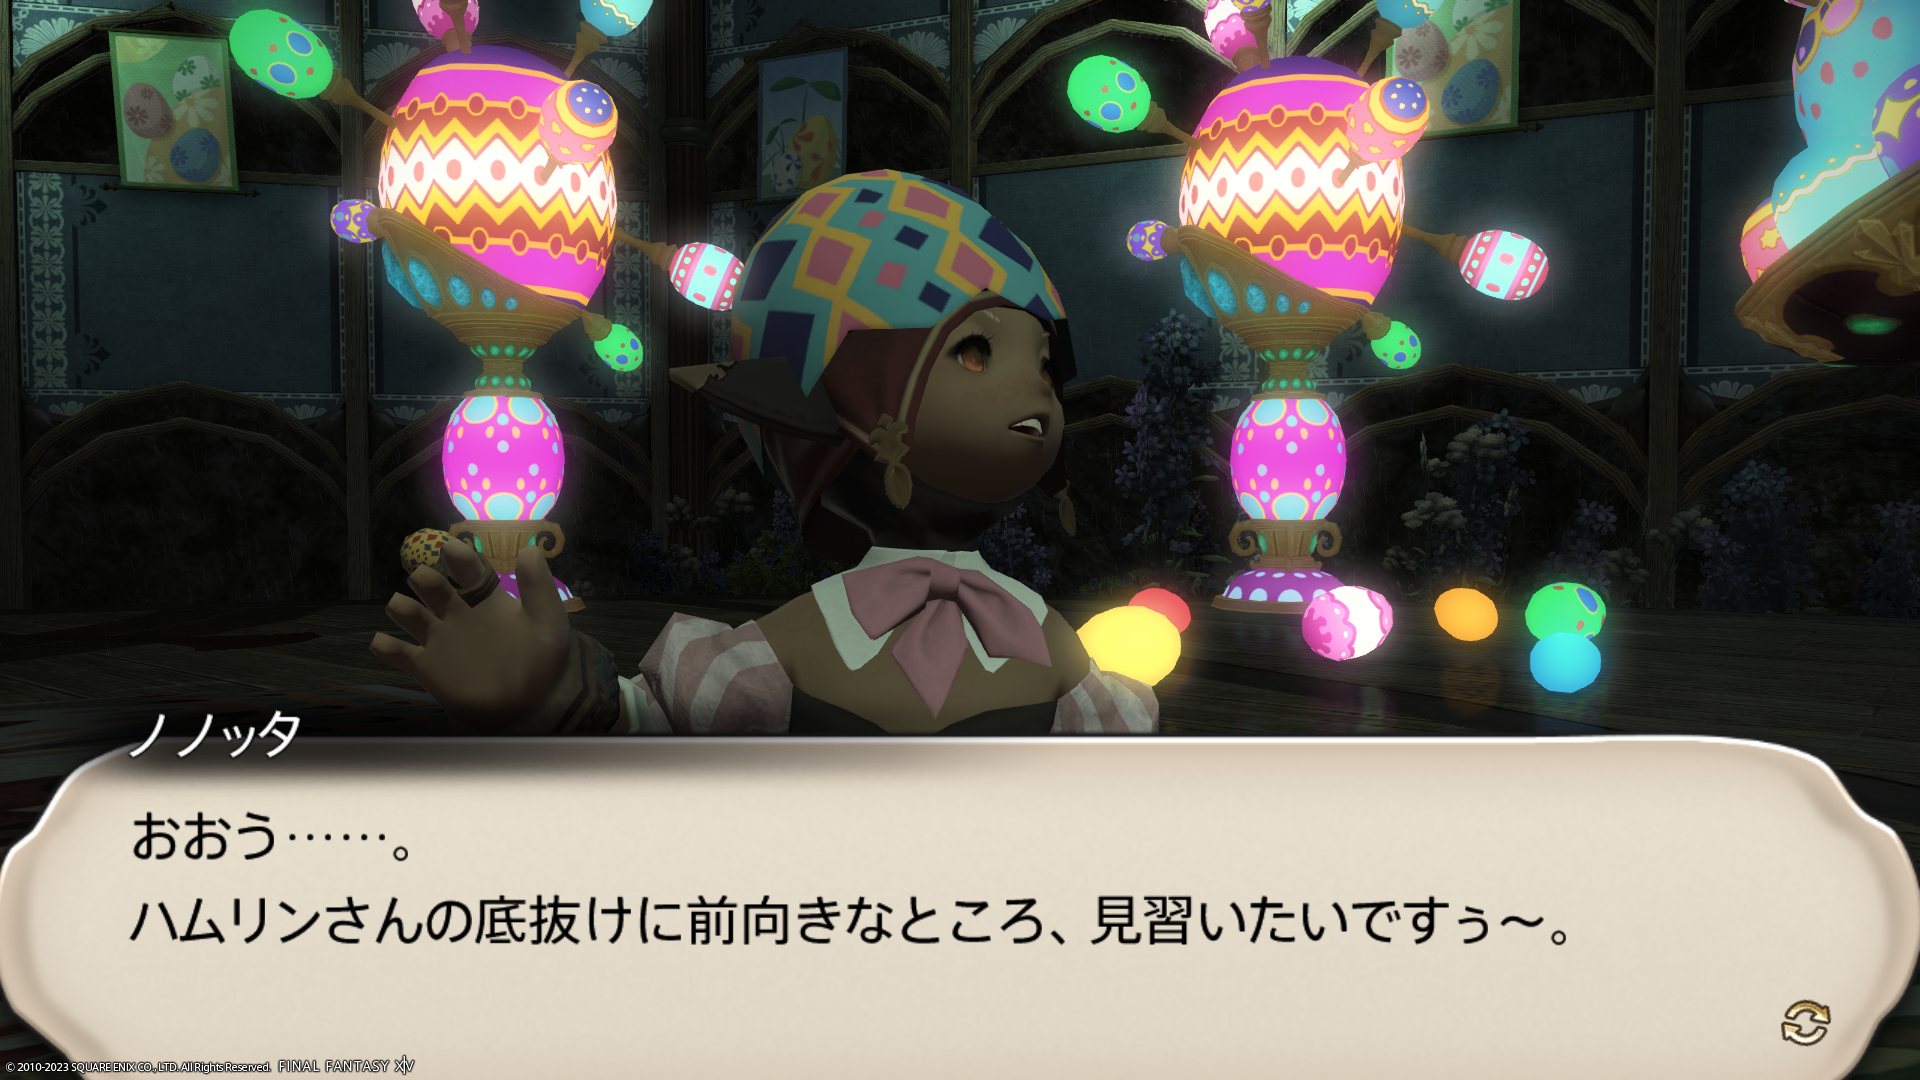 ノノッタ
おおう……。
ハムリンさんの底抜けに前向きなところ、見習いたいですぅ～。
© 2010-2023 SQUARE ENIX CO., LTD. All Rights Reserved. FINAL FANTASY XIV